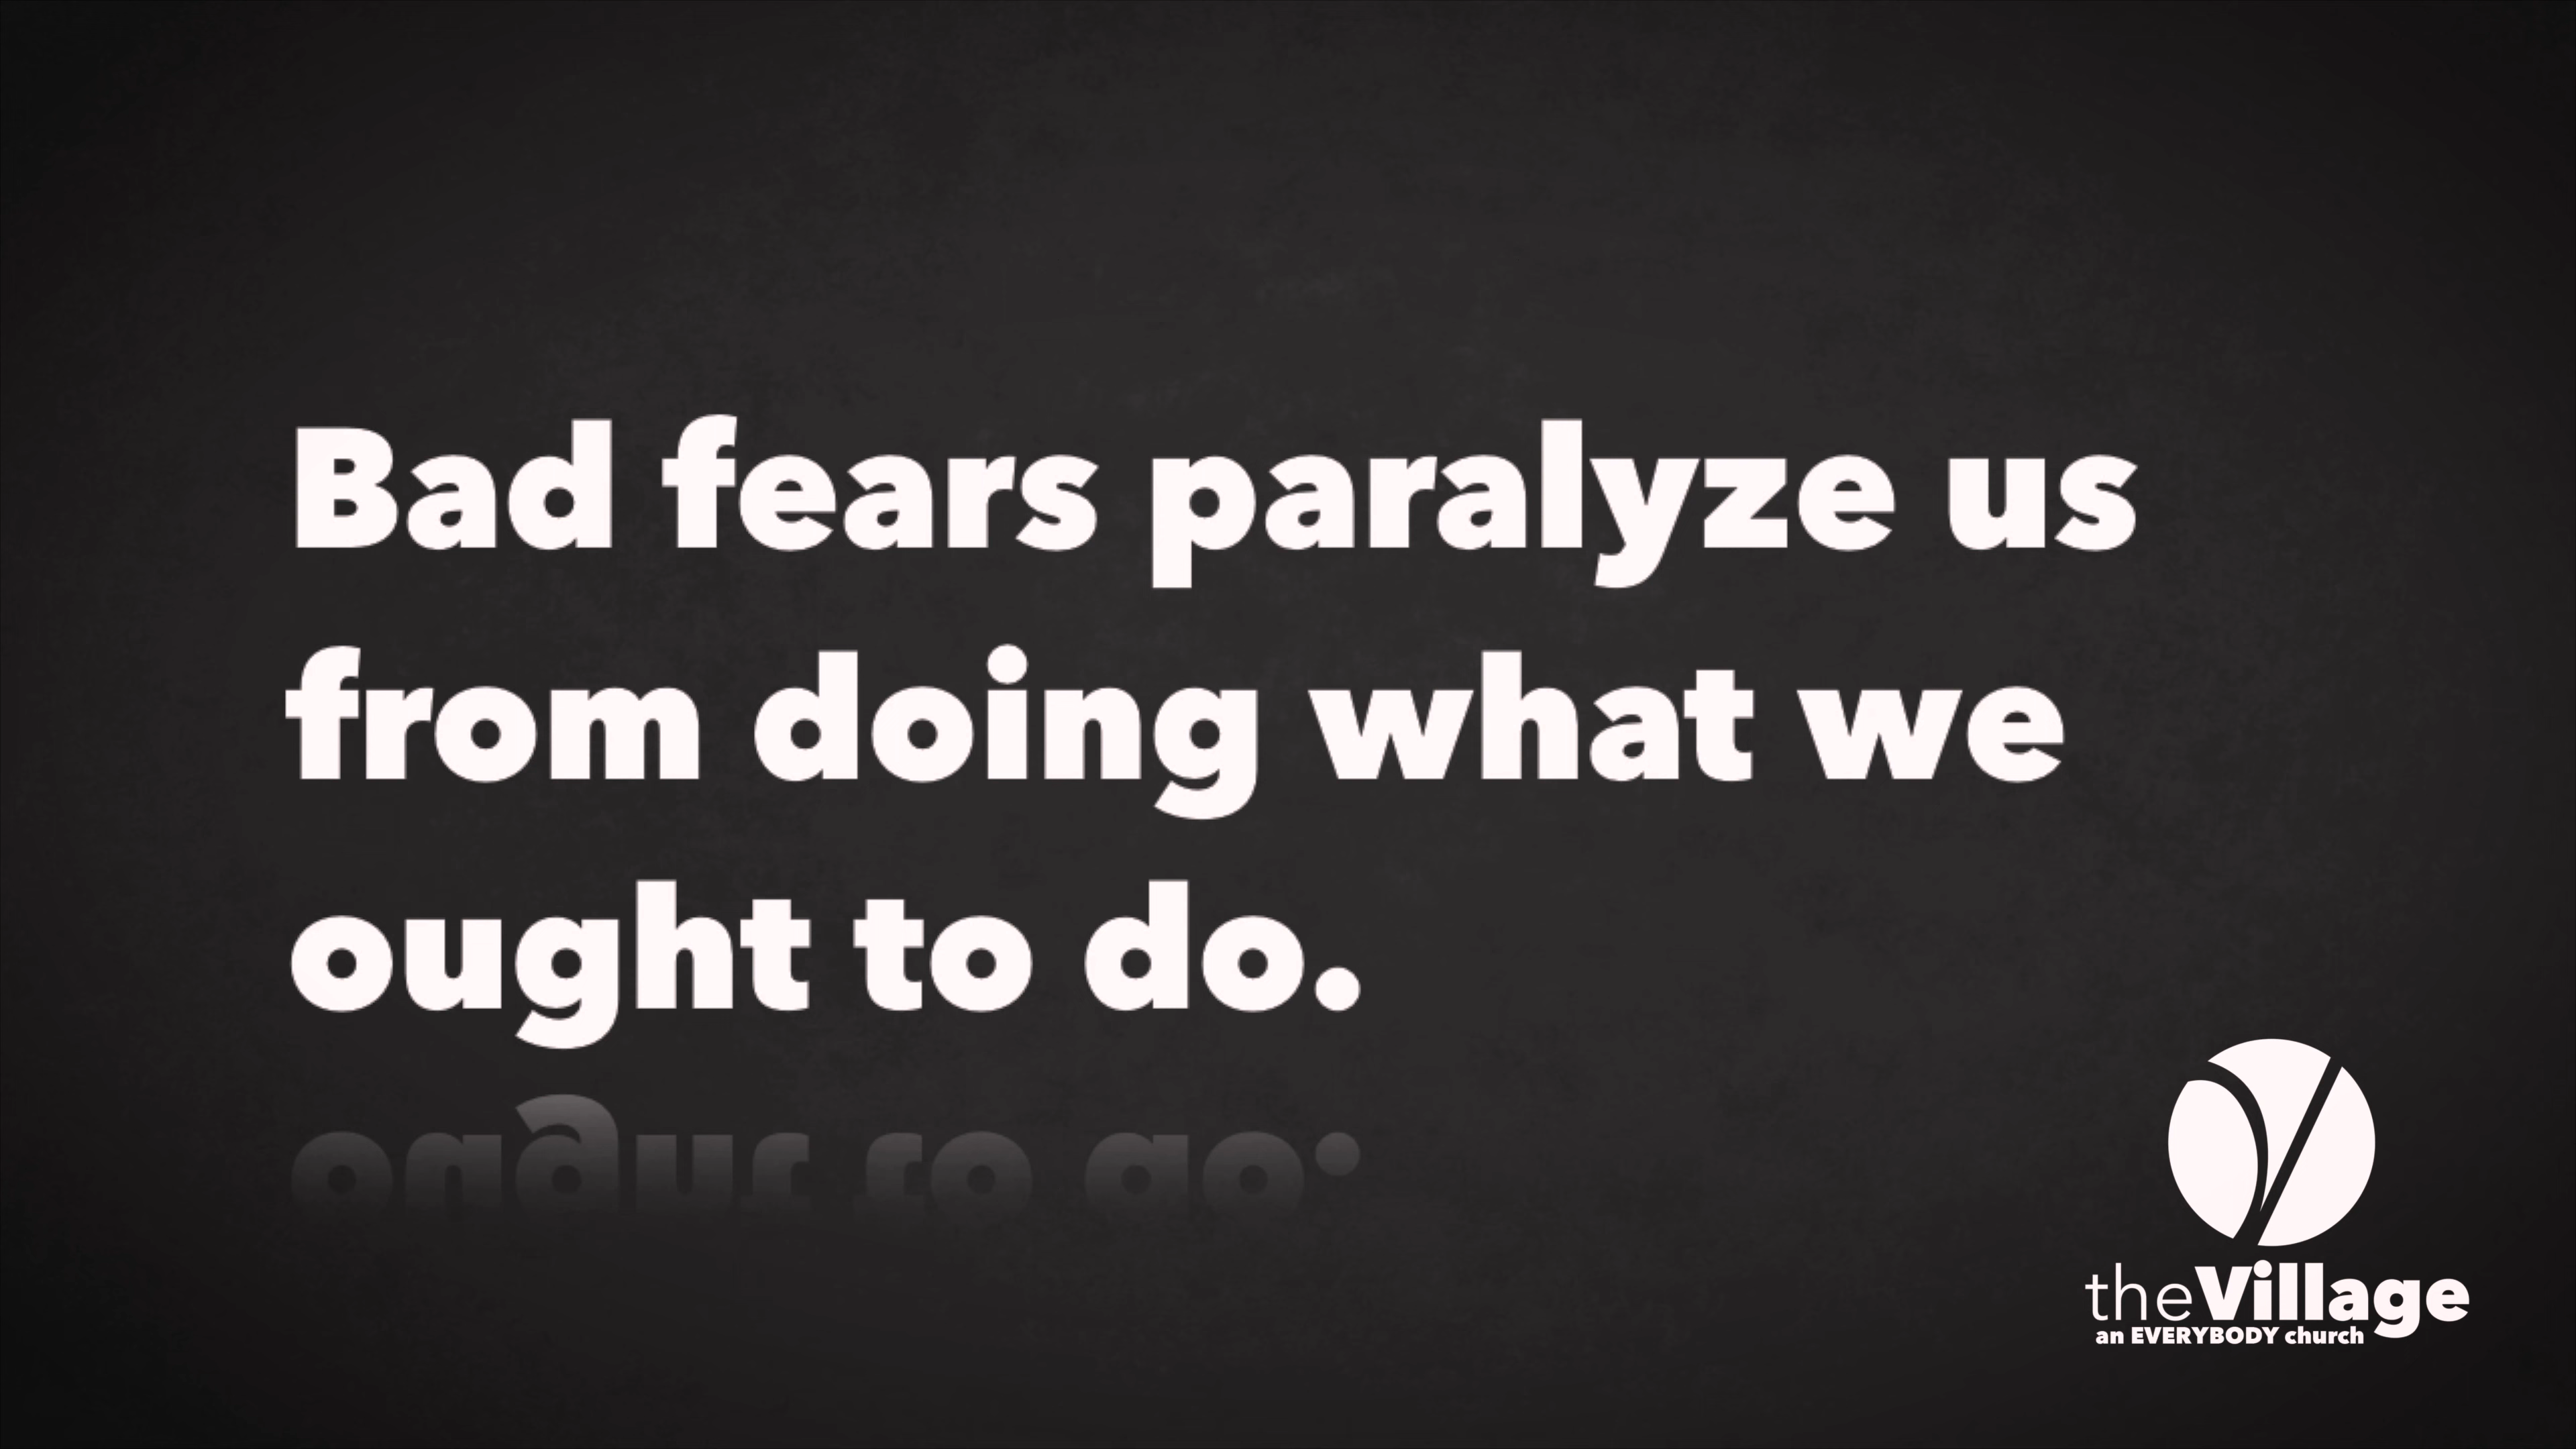 Bad fears paralyze us
from doing what we
ought to do.
theVillage
an EVERYBODY church